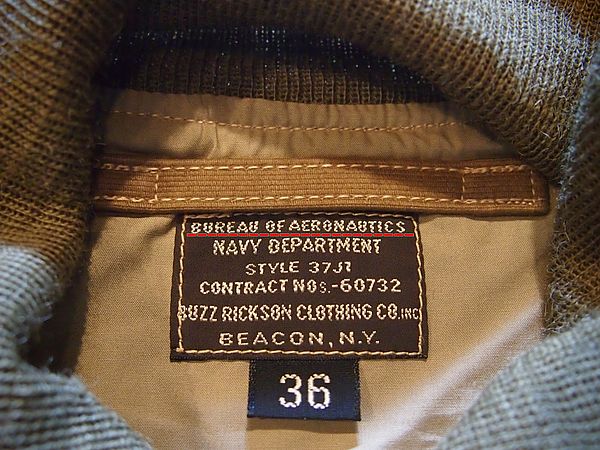 BUREAU OF AERONAUTICS
NAVY DEPARTMENT
STYLE 37J1
CONTRACT NOS.-60732
BUZZ RICKSON CLOTHING CO.INC
BEACON, N.Y.
36